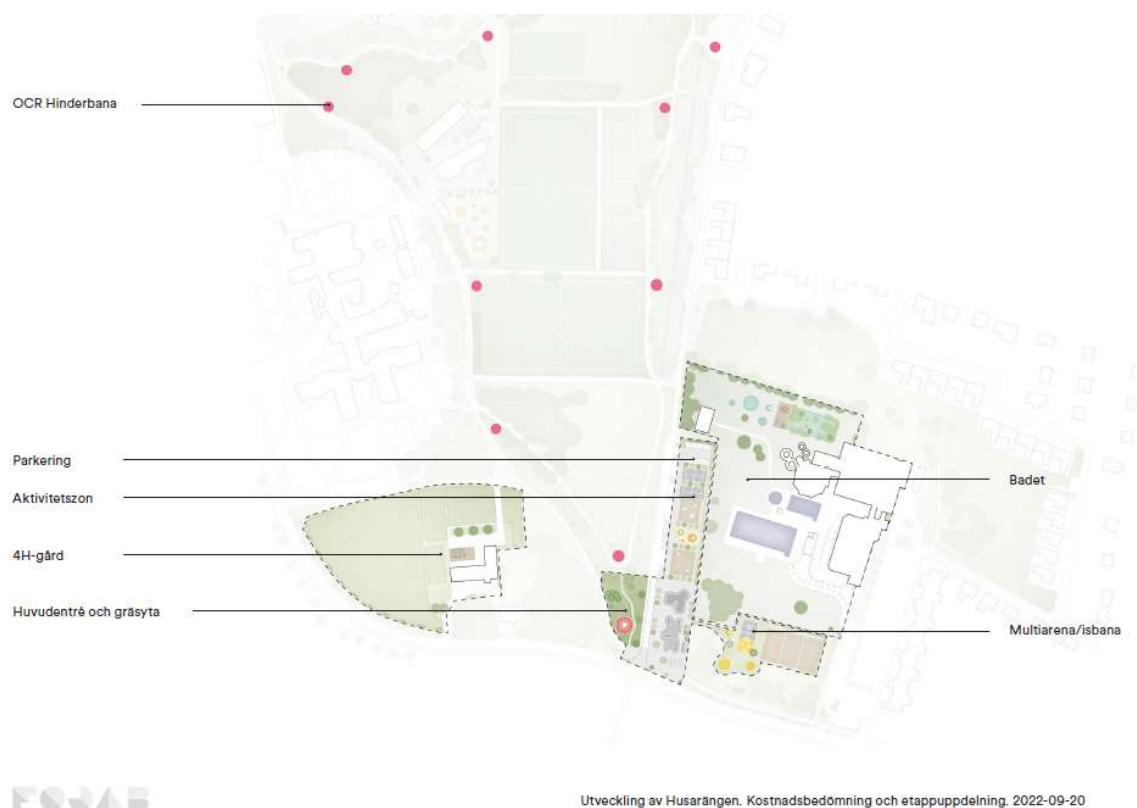 OCR Hinderbana
Parkering
Aktivitetszon
Badet
4H-gård
Huvudentré och gräsyta
Multiarena/isbana
Utveckling av Husarängen. Kostnadsbedömning och etappuppdelning. 2022-09-20